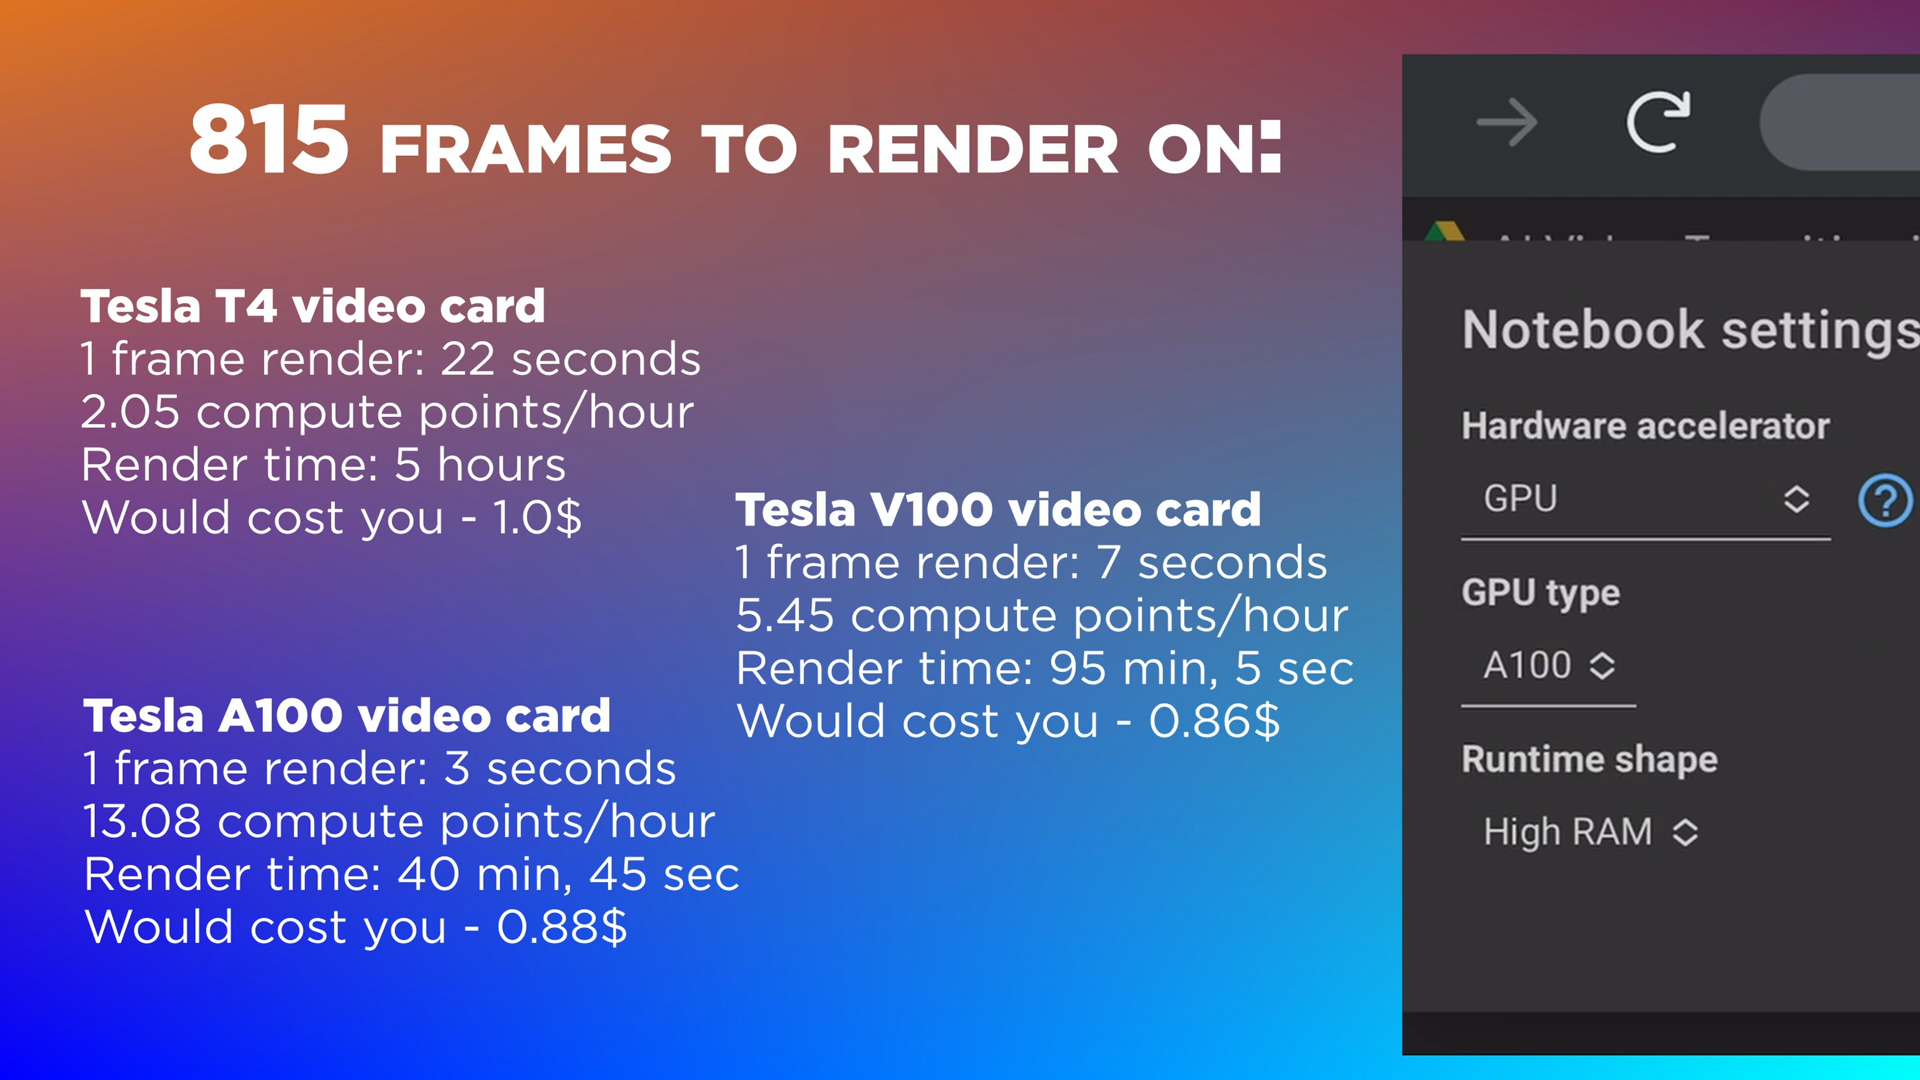 815 FRAMES TO RENDER ON:
Tesla T4 video card
1 frame render: 22 seconds
2.05 compute points/hour
Render time: 5 hours
Would cost you - 1.0$
Tesla V100 video card
1 frame render: 7 seconds
5.45 compute points/hour
Render time: 95 min, 5 sec
Would cost you - 0.86$
Tesla A100 video card
1 frame render: 3 seconds
13.08 compute points/hour
Render time: 40 min, 45 sec
Would cost you - 0.88$
Notebook settings
Hardware accelerator
GPU
?
GPU type
A100
Runtime shape
High RAM